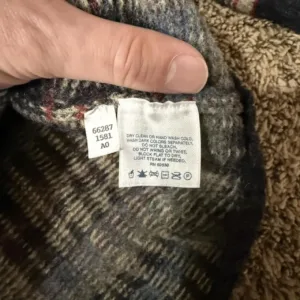 66287
1581
A0
DRY CLEAN OR HAND WASH COLD.
WASH DARK
COLORS SEPARATELY.
DO NOT BLEACH.
DO NOT WRING OR TWIST.
BLOCK FLAT TO DRY.
LIGHT STEAM IF NEEDED.